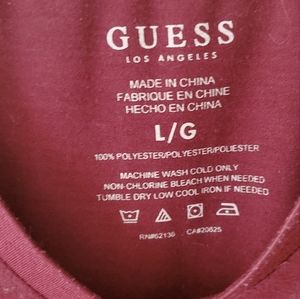 GUESS
LOS ANGELES
MADE IN CHINA
FABRIQUE EN CHINE
HECHO EN CHINA
L/G
100% POLYESTER/POLYESTER/POLIESTER
MACHINE WASH COLD ONLY
NON-CHLORINE BLEACH WHEN NEEDED
TUMBLE DRY LOW COOL IRON IF NEEDED
RN#62136 CA#20625